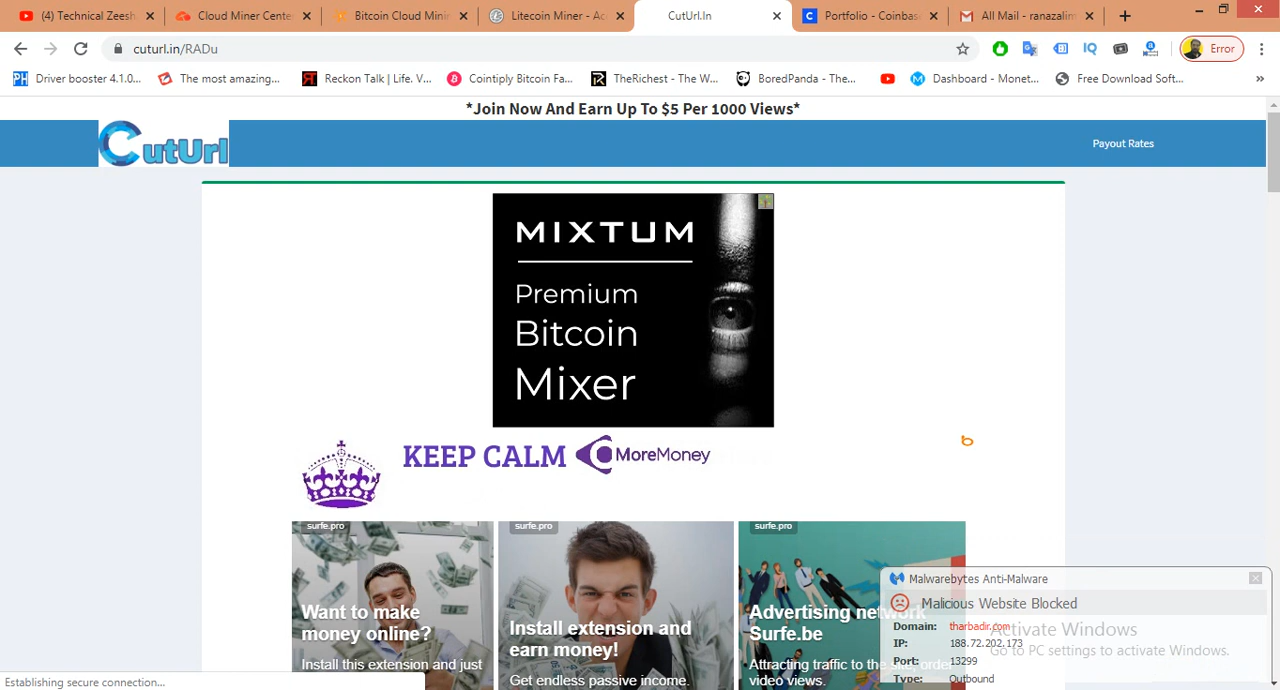 (4) Technical Zeesh
Cloud Miner Cente
Bitcoin Cloud Mini
Litecoin Miner - Ac
CutUrl.In
Portfolio - Coinbas
All Mail - ranazalim
cuturl.in/RADu
Error
Driver booster 4.1.0...
The most amazing...
Reckon Talk | Life. V...
Cointiply Bitcoin Fa...
TheRichest - The W...
BoredPanda - The...
Dashboard - Monet...
Free Download Soft...
*Join Now And Earn Up To $5 Per 1000 Views*
CutUrl
Payout Rates
MIXTUM
Premium
Bitcoin
Mixer
KEEP CALM
MoreMoney
surfe.pro
surfe.pro
surfe.pro
Want to make
money online?
Install this extension and just
Install extension and
earn money!
Get endless passive income.
Advertising network
Surfe.be
Attracting traffic to the site, order
video views.
Malwarebytes Anti-Malware
Malicious Website Blocked
Domain: tharbadir.com
IP: 188.72.202.173
Port: 13299
Type: Outbound
Activate Windows
Go to PC settings to activate Windows.
Establishing secure connection...